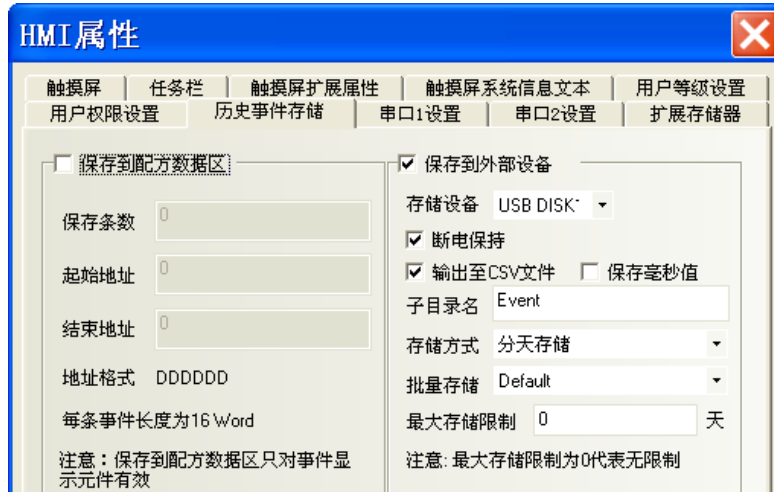 HMI属性
触摸屏 任务栏 触摸屏扩展属性 触摸屏系统信息文本 用户等级设置
用户权限设置 历史事件存储 串口1设置 串口2设置 扩展存储器
保存到配方数据区
保存条数 0
起始地址 0
结束地址 0
地址格式 DDDDDD
每条事件长度为16 Word
注意：保存到配方数据区只对事件显
示元件有效
保存到外部设备
存储设备 USB DISK
断电保持
输出至CSV文件 保存毫秒值
子目录名 Event
存储方式 分天存储
批量存储 Default
最大存储限制 0 天
注意: 最大存储限制为0代表无限制